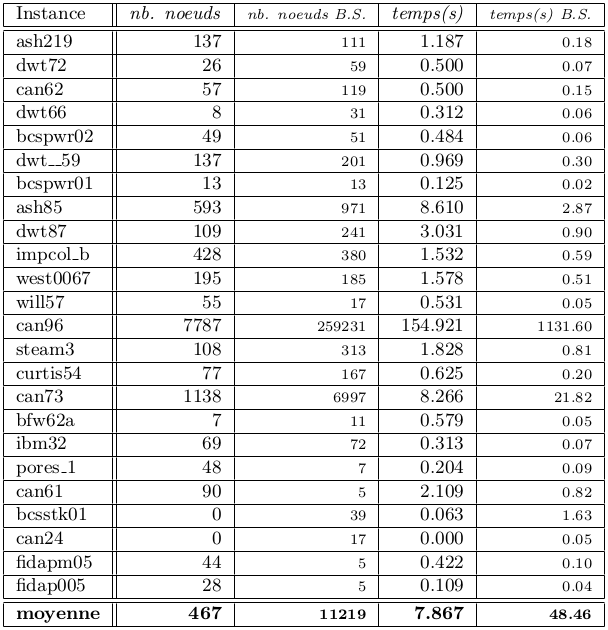 Instance nb. noeuds nb. noeuds B.S. temps(s) temps(s) B.S.
ash219 137 111 1.187 0.18
dwt72 26 59 0.500 0.07
can62 57 119 0.500 0.15
dwt66 8 31 0.312 0.06
bcspwr02 49 51 0.484 0.06
dwt__59 137 201 0.969 0.30
bcspwr01 13 13 0.125 0.02
ash85 593 971 8.610 2.87
dwt87 109 241 3.031 0.90
impcol_b 428 380 1.532 0.59
west0067 195 185 1.578 0.51
will57 55 17 0.531 0.05
can96 7787 259231 154.921 1131.60
steam3 108 313 1.828 0.81
curtis54 77 167 0.625 0.20
can73 1138 6997 8.266 21.82
bfw62a 7 11 0.579 0.05
ibm32 69 72 0.313 0.07
pores_1 48 7 0.204 0.09
can61 90 5 2.109 0.82
bcsstk01 0 39 0.063 1.63
can24 0 17 0.000 0.05
fidapm05 44 5 0.422 0.10
fidap005 28 5 0.109 0.04
moyenne 467 11219 7.867 48.46